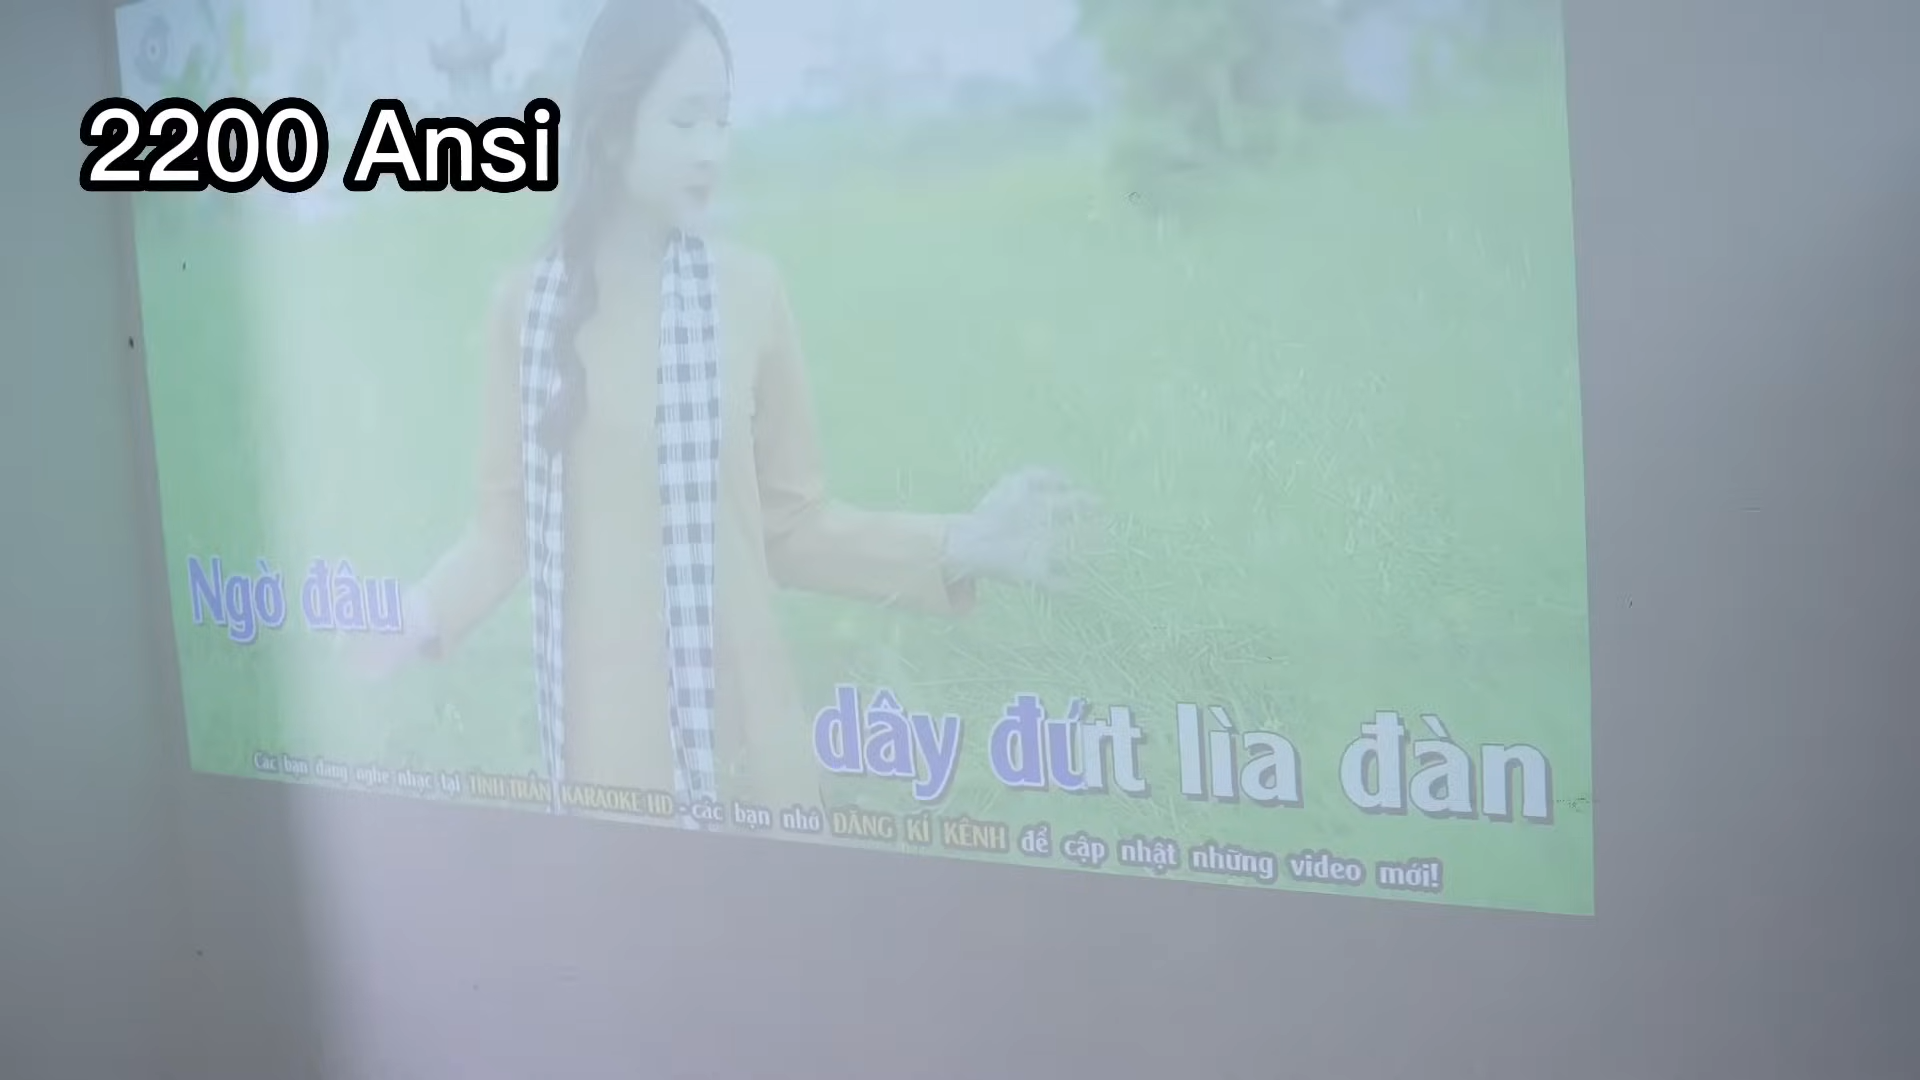 2200 Ansi
Ngờ đâu
dây đứt lìa đàn
Các bạn đang nghe nhạc tại TÌNH TRẦN KARAOKE HD - các bạn nhớ ĐĂNG KÍ KÊNH để cập nhật những video mới!